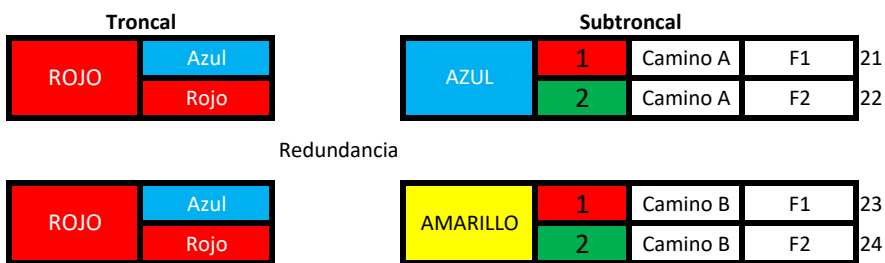 Troncal Subtroncal
ROJO Azul AZUL 1 Camino A F1 21
Rojo 2 Camino A F2 22
Redundancia
ROJO Azul AMARILLO 1 Camino B F1 23
Rojo 2 Camino B F2 24